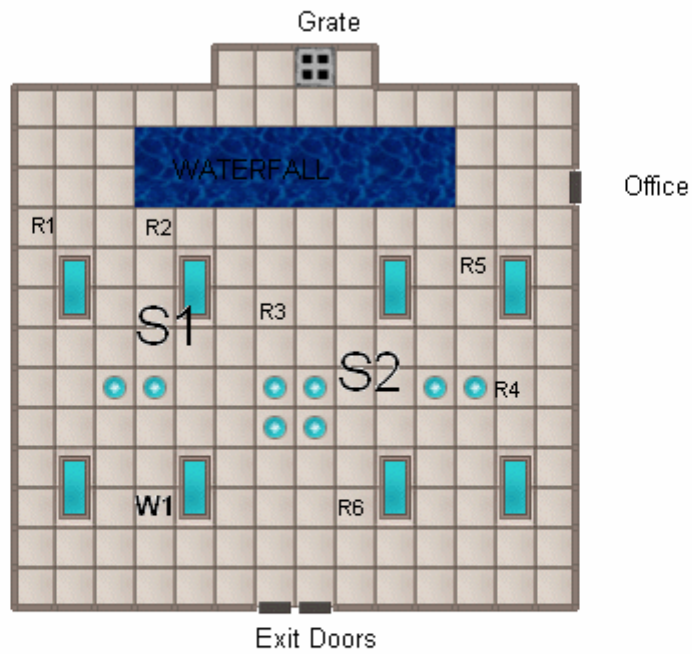 Grate
WATERFALL
Office
R1
R2
R5
R3
S1
S2
R4
W1
R6
Exit Doors